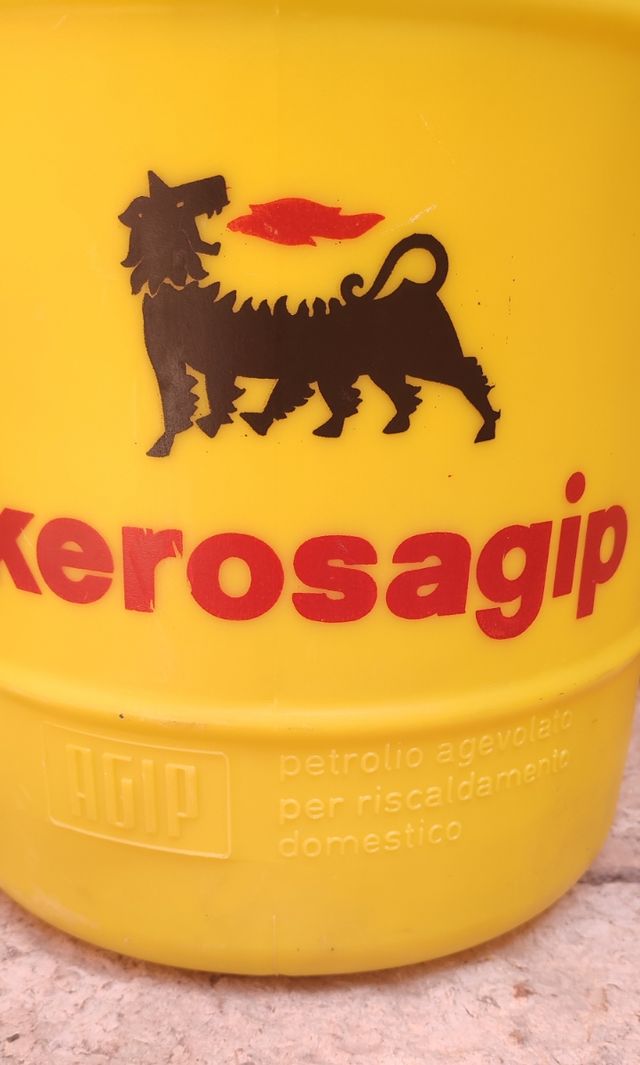 kerosagip
AGIP
petrolio agevolato
per riscaldamento
domestico